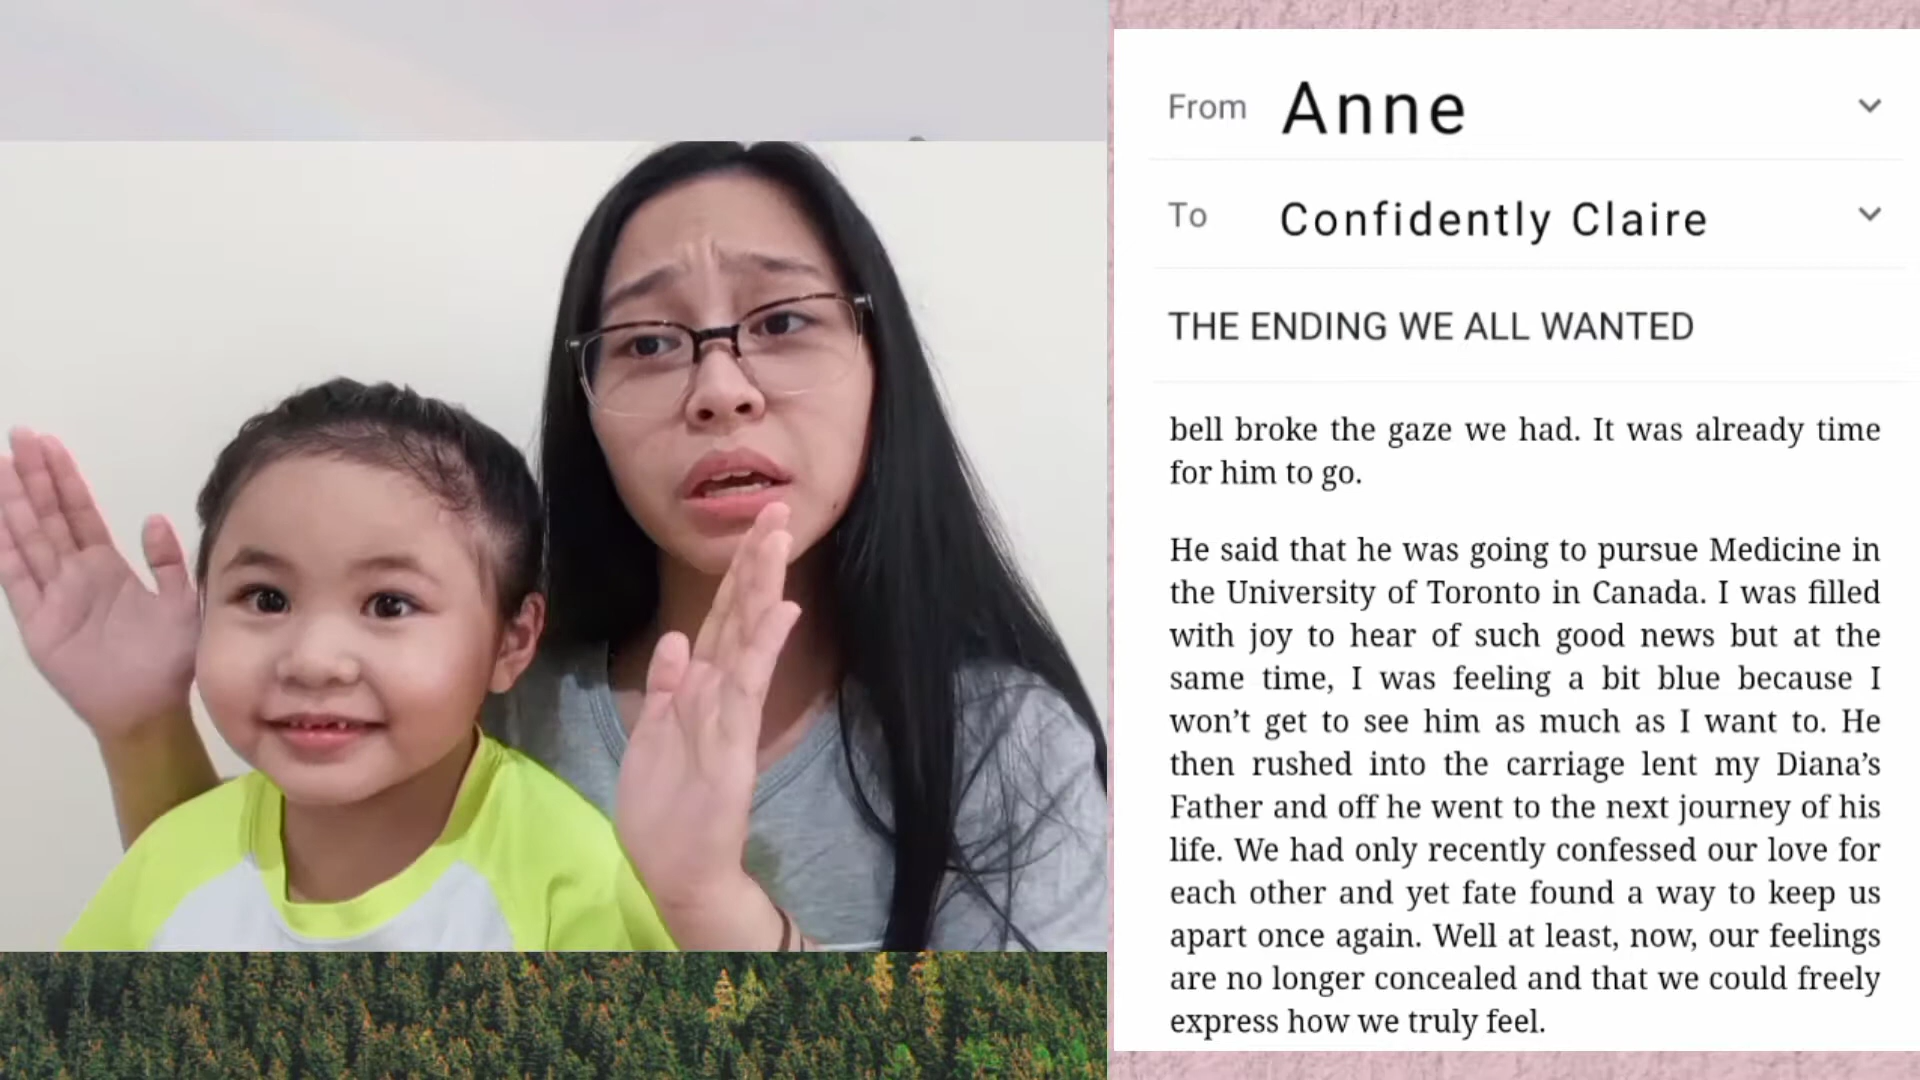 From Anne
To Confidently Claire
THE ENDING WE ALL WANTED
bell broke the gaze we had. It was already time
for him to go.
He said that he was going to pursue Medicine in
the University of Toronto in Canada. I was filled
with joy to hear of such good news but at the
same time, I was feeling a bit blue because I
won’t get to see him as much as I want to. He
then rushed into the carriage lent my Diana’s
Father and off he went to the next journey of his
life. We had only recently confessed our love for
each other and yet fate found a way to keep us
apart once again. Well at least, now, our feelings
are no longer concealed and that we could freely
express how we truly feel.